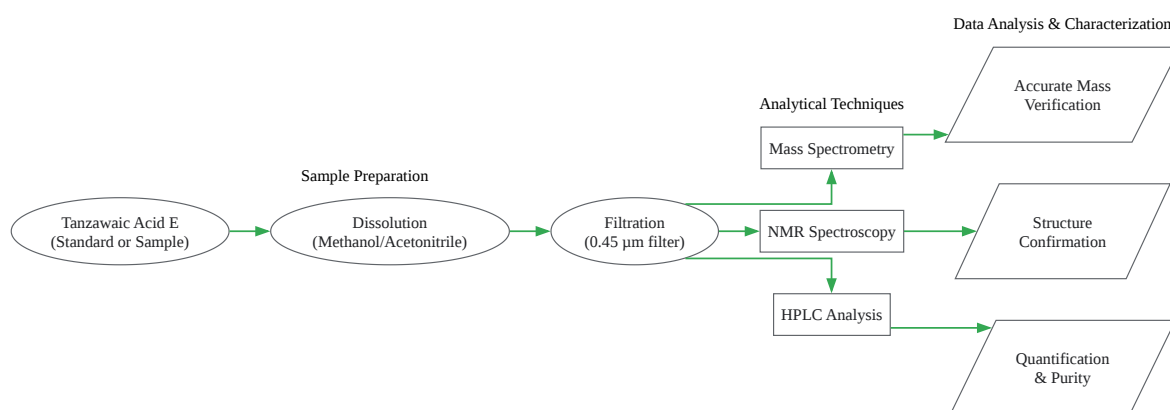 Data Analysis & Characterization
Accurate Mass
Verification
Analytical Techniques
Mass Spectrometry
Sample Preparation
Tanzawaic Acid E
(Standard or Sample)
Dissolution
(Methanol/Acetonitrile)
Filtration
(0.45 µm filter)
NMR Spectroscopy
Structure
Confirmation
HPLC Analysis
Quantification
& Purity